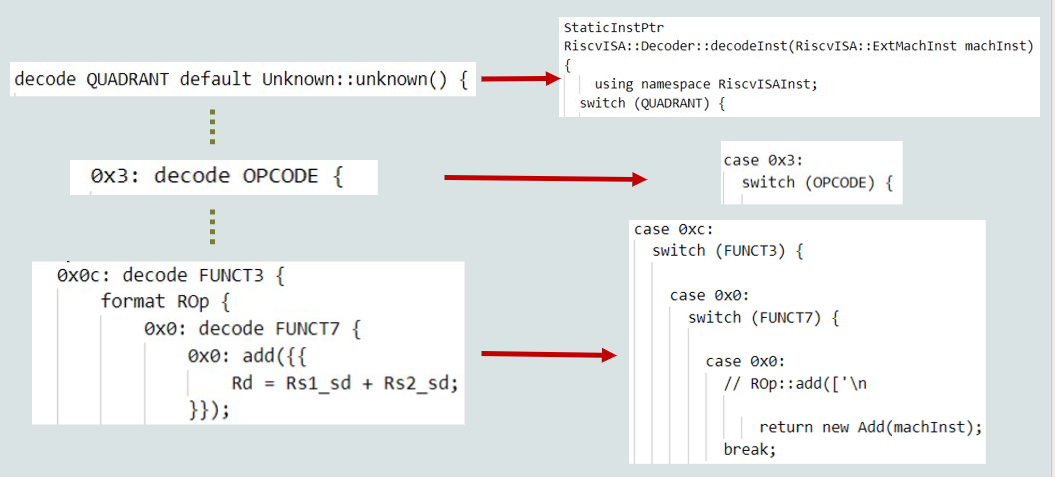 decode QUADRANT default Unknown::unknown() {
StaticInstPtr
RiscvISA::Decoder::decodeInst(RiscvISA::ExtMachInst machInst)
{
using namespace RiscvISAInst;
switch (QUADRANT) {
0x3: decode OPCODE {
case 0x3:
switch (OPCODE) {
0x0c: decode FUNCT3 {
format ROp {
0x0: decode FUNCT7 {
0x0: add({{
Rd = Rs1_sd + Rs2_sd;
}});
case 0xc:
switch (FUNCT3) {
case 0x0:
switch (FUNCT7) {
case 0x0:
// ROp::add(['\n
return new Add(machInst);
break;